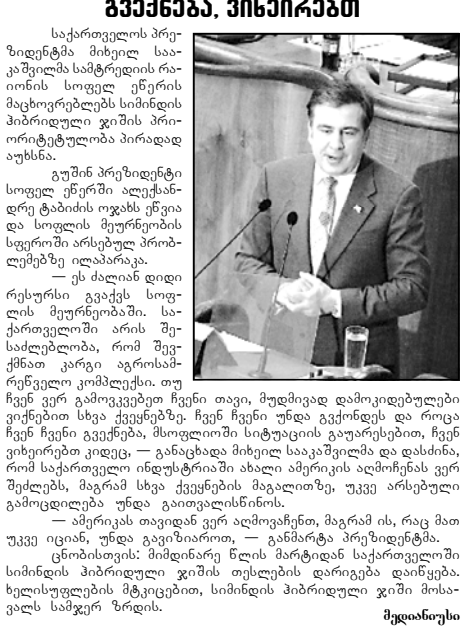 გვექნება, ვიხეირებთ
საქართველოს პრე-
ზიდენტმა მიხეილ საა-
კაშვილმა სამტრედიის რა-
იონის სოფელ ეწერის
მაცხოვრებლებს სიმინდის
ჰიბრიდული ჯიშის პრი-
ორიტეტულობა პირადად
აუხსნა.
გუშინ პრეზიდენტი
სოფელ ეწერში ალექსან-
დრე ტაბიძის ოჯახს ეწვია
და სოფლის მეურნეობის
სფეროში არსებულ პრობ-
ლემებზე ილაპარაკა.
— ეს ძალიან დიდი
რესურსი გვაქვს სოფ-
ლის მეურნეობაში. სა-
ქართველოში არის შე-
საძლებლობა, რომ შევ-
ქმნათ კარგი აგროსამ-
რეწველო კომპლექსი. თუ
ჩვენ ვერ გამოვკვებეთ ჩვენი თავი, მუდმივად დამოკიდებულები
ვიქნებით სხვა ქვეყნებზე. ჩვენ ჩვენი უნდა გვქონდეს და როცა
ჩვენ ჩვენი გვექნება, მსოფლიოში სიტუაციის გაუარესებით, ჩვენ
ვიხეირებთ კიდეც, — განაცხადა მიხეილ სააკაშვილმა და დასძინა,
რომ საქართველო ინდუსტრიაში ახალი ამერიკის აღმოჩენას ვერ
შეძლებს, მაგრამ სხვა ქვეყნების მაგალითზე, უკვე არსებული
გამოცდილება უნდა გაითვალისწინოს.
— ამერიკას თავიდან ვერ აღმოვაჩენთ, მაგრამ ის, რაც მათ
უკვე იციან, უნდა გავიზიაროთ, — განმარტა პრეზიდენტმა.
ცნობისთვის: მიმდინარე წლის მარტიდან საქართველოში
სიმინდის ჰიბრიდული ჯიშის თესლების დარიგება დაიწყება.
ხელისუფლების მტკიცებით, სიმინდის ჰიბრიდული ჯიში მოსა-
ვალს სამჯერ ზრდის.
მედიანიუსი